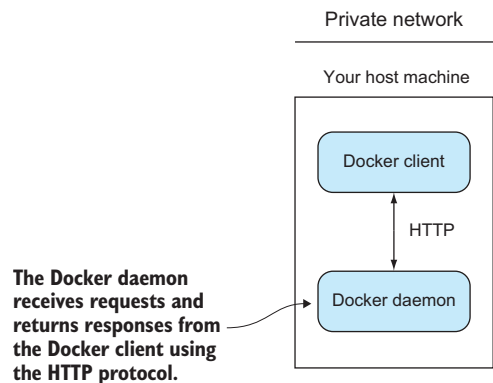 Private network
Your host machine
Docker client
HTTP
Docker daemon
The Docker daemon
receives requests and
returns responses from
the Docker client using
the HTTP protocol.